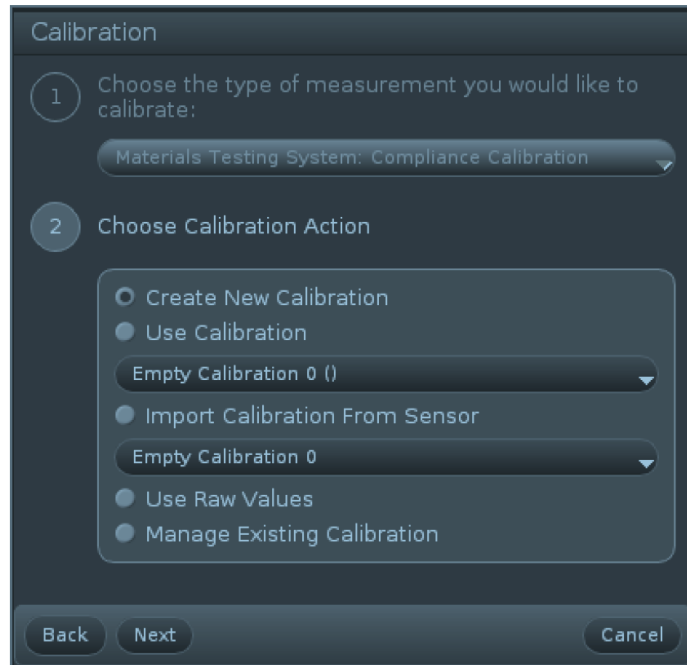 Calibration
1
Choose the type of measurement you would like to
calibrate:
Materials Testing System: Compliance Calibration
2
Choose Calibration Action
Create New Calibration
Use Calibration
Empty Calibration 0 ()
Import Calibration From Sensor
Empty Calibration 0
Use Raw Values
Manage Existing Calibration
Back
Next
Cancel